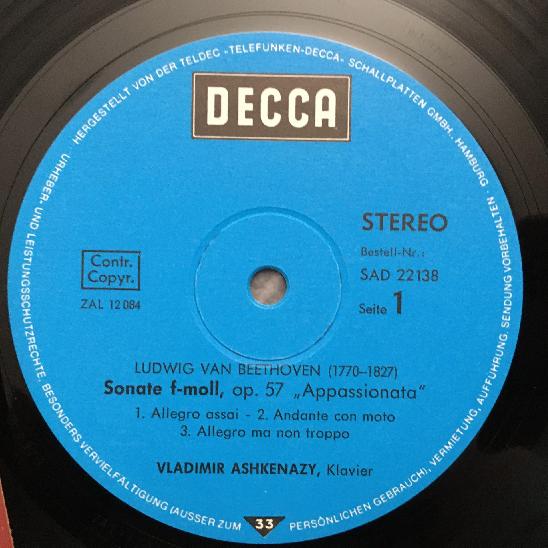 · HERGESTELLT VON DER TELDEC »TELEFUNKEN-DECCA« SCHALLPLATTEN GMBH. HAMBURG ·
URHEBER- UND LEISTUNGSSCHUTZRECHTE, BESONDERS VERVIELFÄLTIGUNG (AUSSER ZUM PERSÖNLICHEN GEBRAUCH), VERMIETUNG, AUFFÜHRUNG, SENDUNG VORBEHALTEN
DECCA
STEREO
Bestell-Nr.:
SAD 22138
Seite 1
Contr.
Copyr.
ZAL 12 084
LUDWIG VAN BEETHOVEN (1770–1827)
Sonate f-moll, op. 57 „Appassionata“
1. Allegro assai - 2. Andante con moto
3. Allegro ma non troppo
VLADIMIR ASHKENAZY, Klavier
33